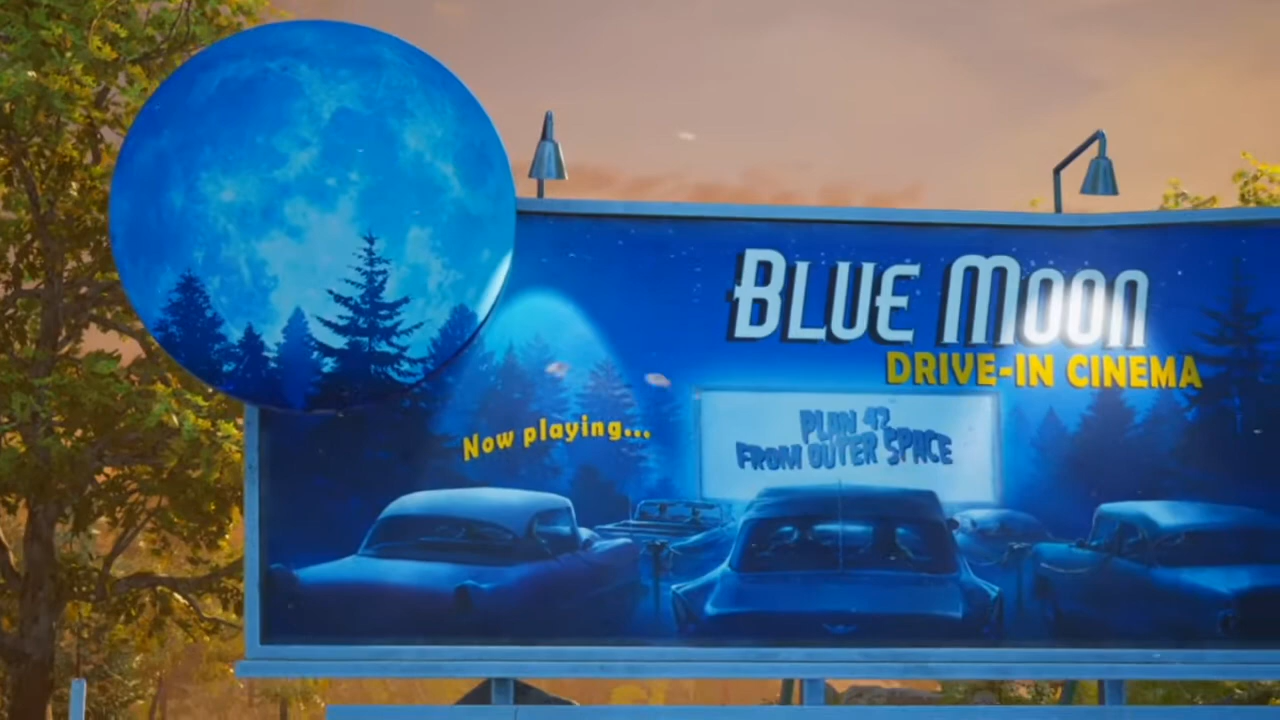 BLUE MOON
DRIVE-IN CINEMA
Now playing...
PLAN 42
FROM OUTER SPACE